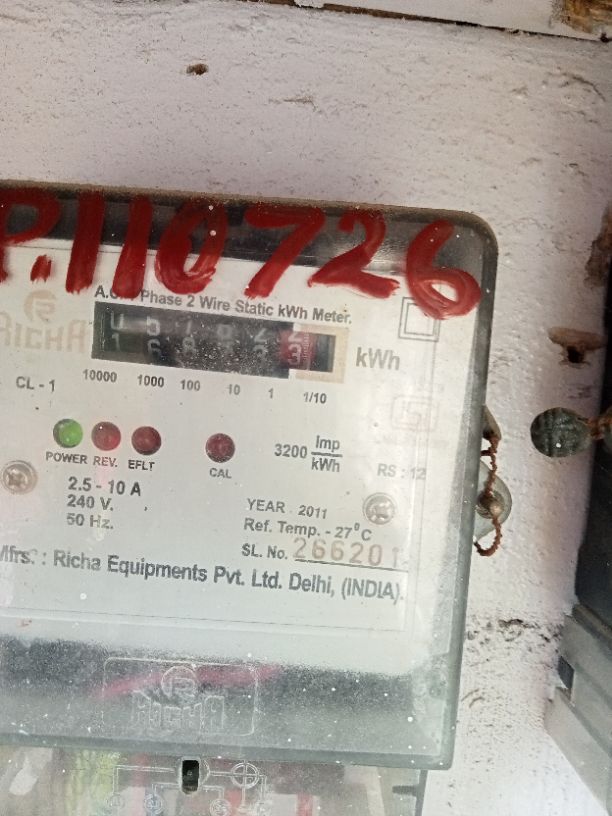 P.110726
Phase 2 Wire Static kWh Meter.
RICHA
kWh
CL - 1
10000 1000 100 10 1 1/10
POWER REV. EFLT
CAL
3200 Imp/kWh
RS : 12
2.5 - 10 A
240 V.
50 Hz.
YEAR . 2011
Ref. Temp. - 27°C
SL. No. 266201
Mfrs. : Richa Equipments Pvt. Ltd. Delhi, (INDIA).
RICHA